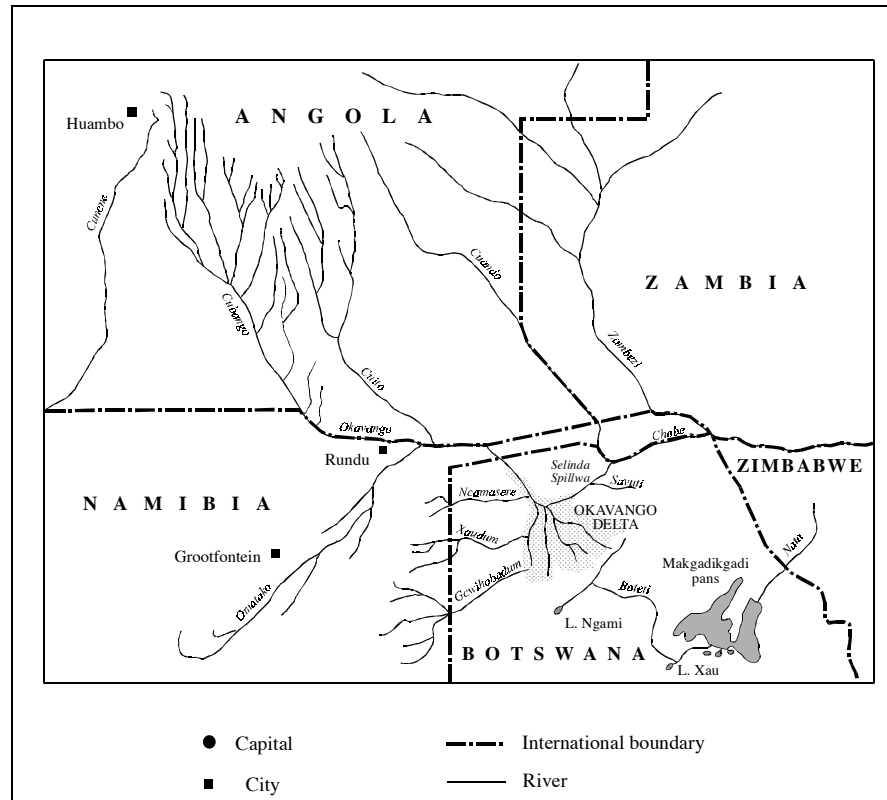 Huambo
A N G O L A
Cunene
Cubango
Cuito
Cuando
Z A M B I A
Zambezi
Okavango
Rundu
Chobe
ZIMBABWE
Selinda
Spillwa
Savuti
N A M I B I A
Ncamasere
OKAVANGO
DELTA
Xaudum
Grootfontein
Gcwihabadum
Omatako
Nata
Makgadikgadi
pans
Boteti
L. Ngami
B O T S W A N A
L. Xau
Capital
International boundary
City
River